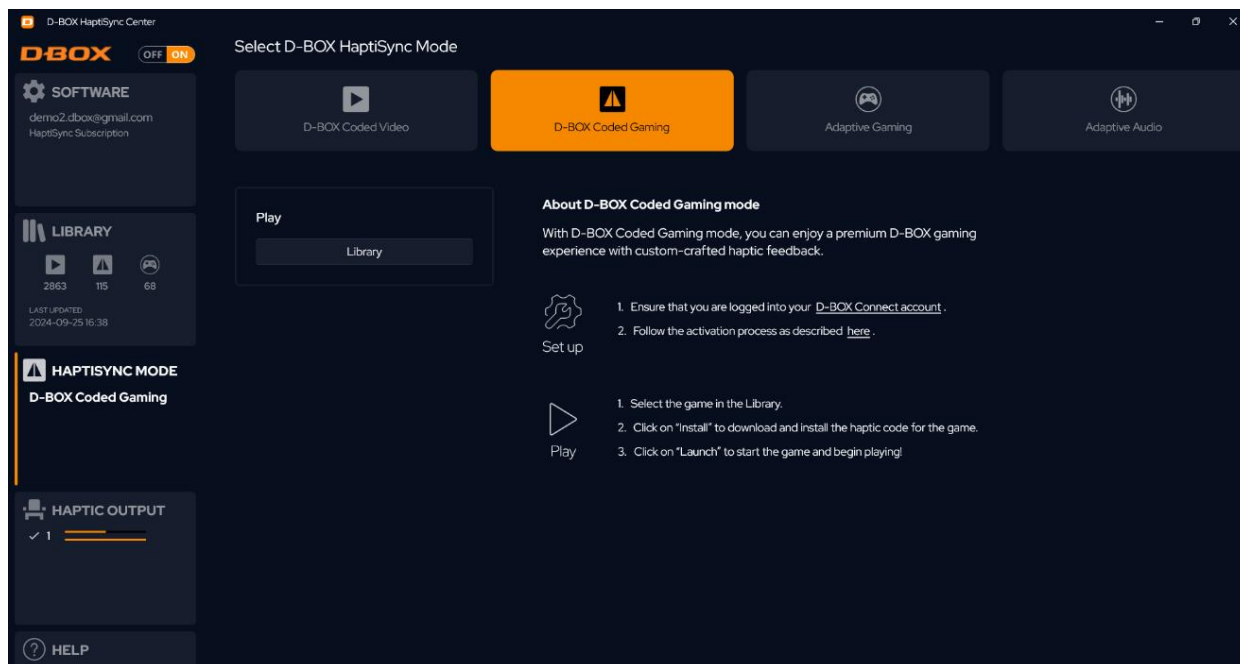 D-BOX HaptiSync Center
D-BOX
OFF ON
SOFTWARE
demo2.dbox@gmail.com
HaptiSync Subscription
LIBRARY
2863 115 68
LAST UPDATED
2024-09-25 16:38
HAPTISYNC MODE
D-BOX Coded Gaming
HAPTIC OUTPUT
1
HELP
Select D-BOX HaptiSync Mode
D-BOX Coded Video
D-BOX Coded Gaming
Adaptive Gaming
Adaptive Audio
Play
Library
About D-BOX Coded Gaming mode
With D-BOX Coded Gaming mode, you can enjoy a premium D-BOX gaming
experience with custom-crafted haptic feedback.
Set up
1. Ensure that you are logged into your D-BOX Connect account .
2. Follow the activation process as described here .
Play
1. Select the game in the Library.
2. Click on "Install" to download and install the haptic code for the game.
3. Click on "Launch" to start the game and begin playing!